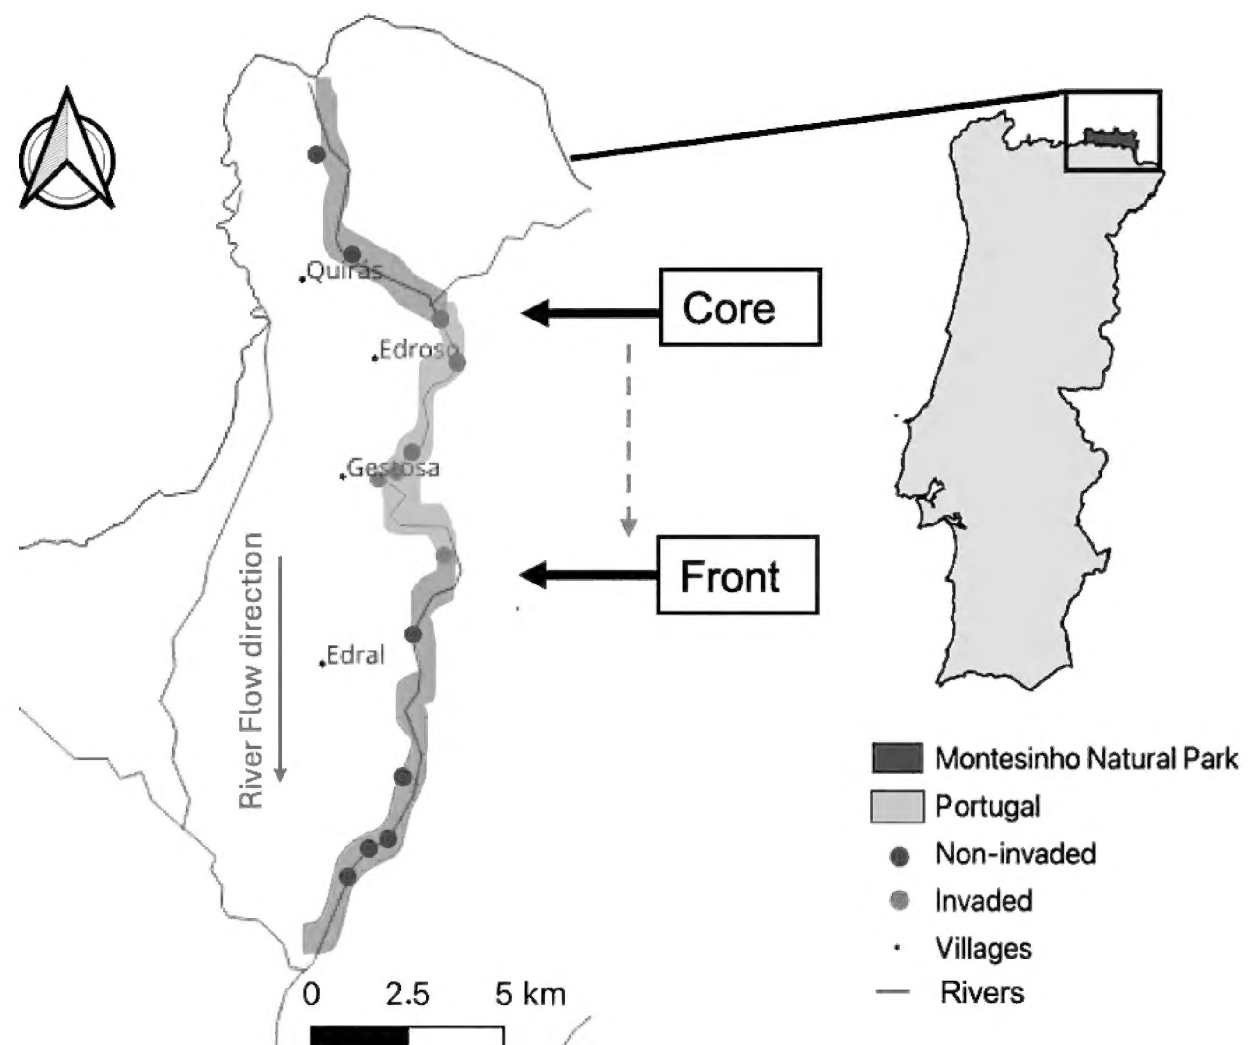 Quirás
Core
Edroso
Gestosa
Front
River Flow direction
Edral
Montesinho Natural Park
Portugal
Non-invaded
Invaded
Villages
Rivers
0 2.5 5 km